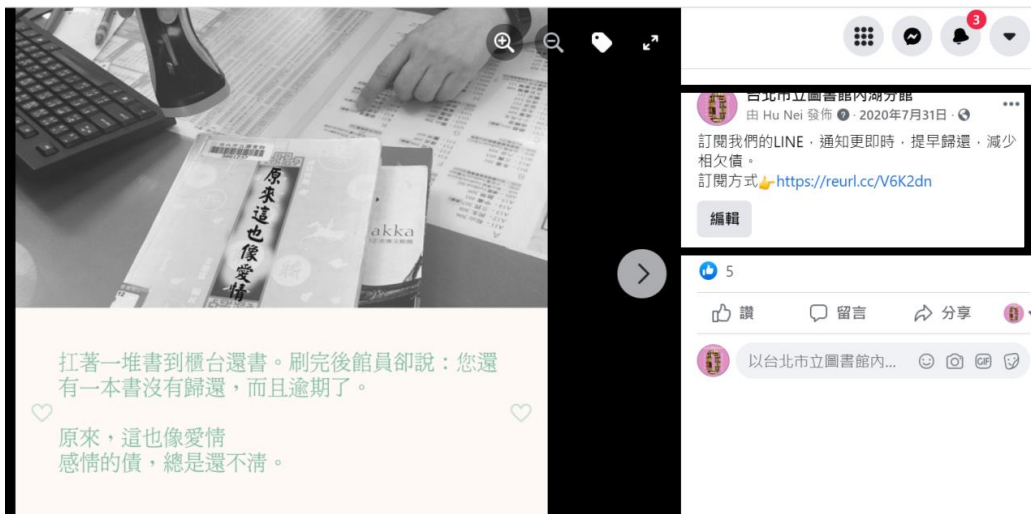 原來這也像愛情
akka
扛著一堆書到櫃台還書。刷完後館員卻說：您還
有一本書沒有歸還，而且逾期了。
原來，這也像愛情
感情的債，總是還不清。
3
台北市立圖書館內湖分館
由 Hu Nei 發佈 · 2020年7月31日 ·
訂閱我們的LINE，通知更即時，提早歸還，減少
相欠債。
訂閱方式👉https://reurl.cc/V6K2dn
編輯
5
讚 留言 分享
以台北市立圖書館內... GIF